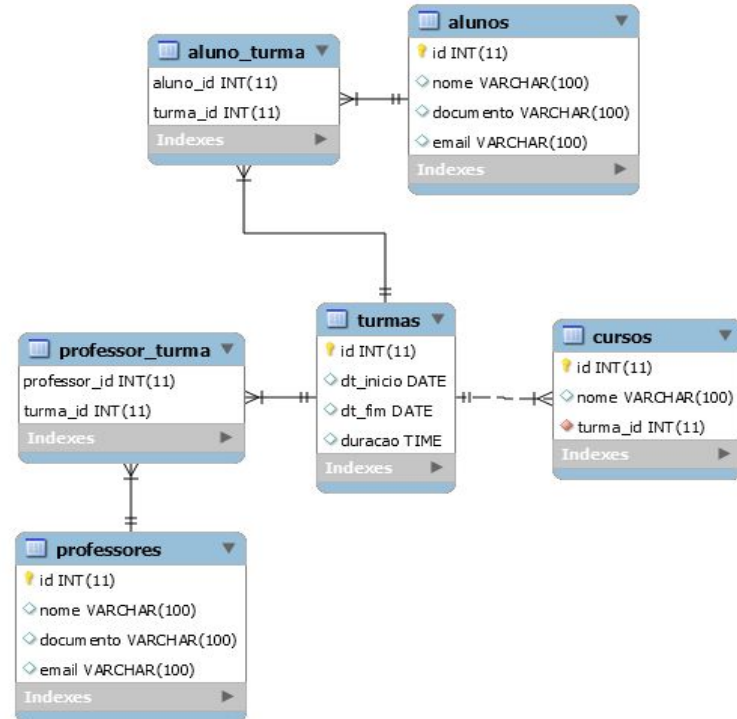 alunos
id INT(11)
nome VARCHAR(100)
documento VARCHAR(100)
email VARCHAR(100)
Indexes
aluno_turma
aluno_id INT(11)
turma_id INT(11)
Indexes
turmas
id INT(11)
dt_inicio DATE
dt_fim DATE
duracao TIME
Indexes
cursos
id INT(11)
nome VARCHAR(100)
turma_id INT(11)
Indexes
professor_turma
professor_id INT(11)
turma_id INT(11)
Indexes
professores
id INT(11)
nome VARCHAR(100)
documento VARCHAR(100)
email VARCHAR(100)
Indexes